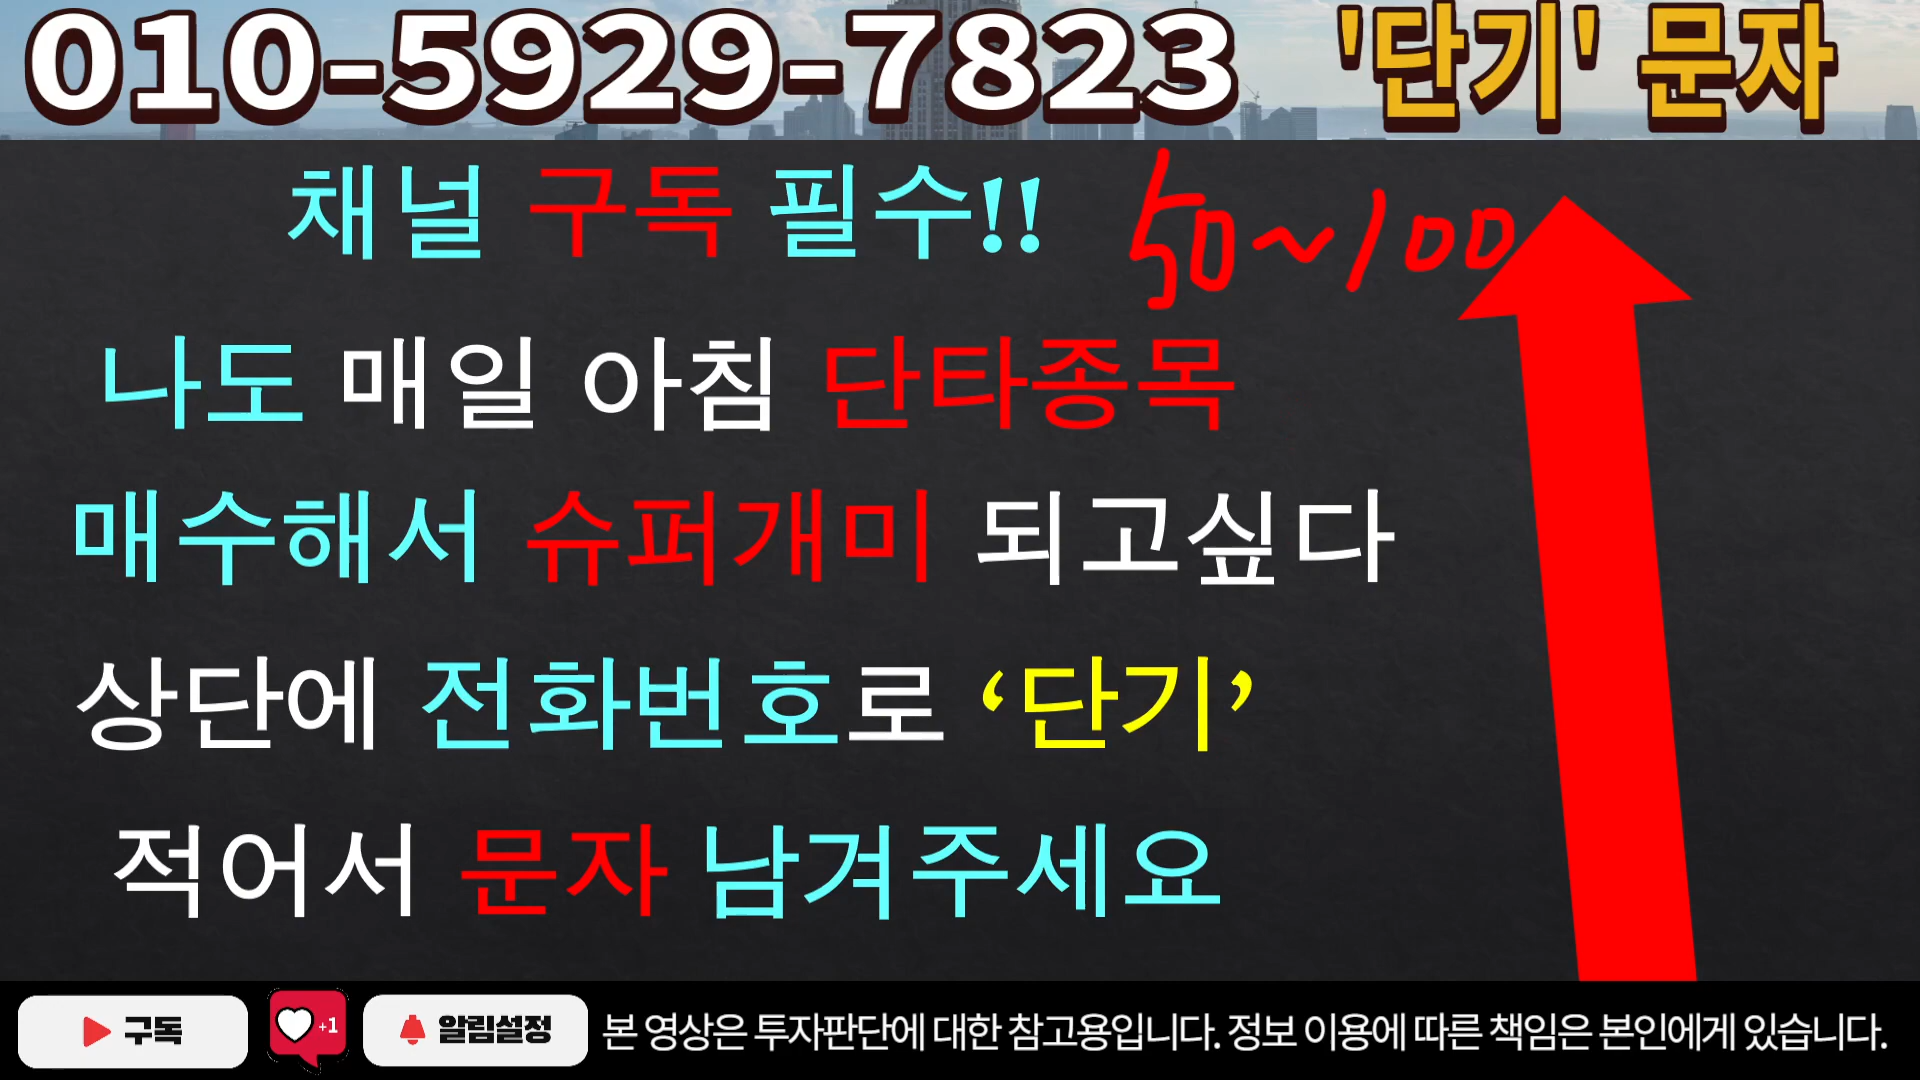 010-5929-7823 '단기' 문자
채널 구독 필수!! 50~100
나도 매일 아침 단타종목
매수해서 슈퍼개미 되고싶다
상단에 전화번호로 ‘단기’
적어서 문자 남겨주세요
구독 +1 알림설정 본 영상은 투자판단에 대한 참고용입니다. 정보 이용에 따른 책임은 본인에게 있습니다.